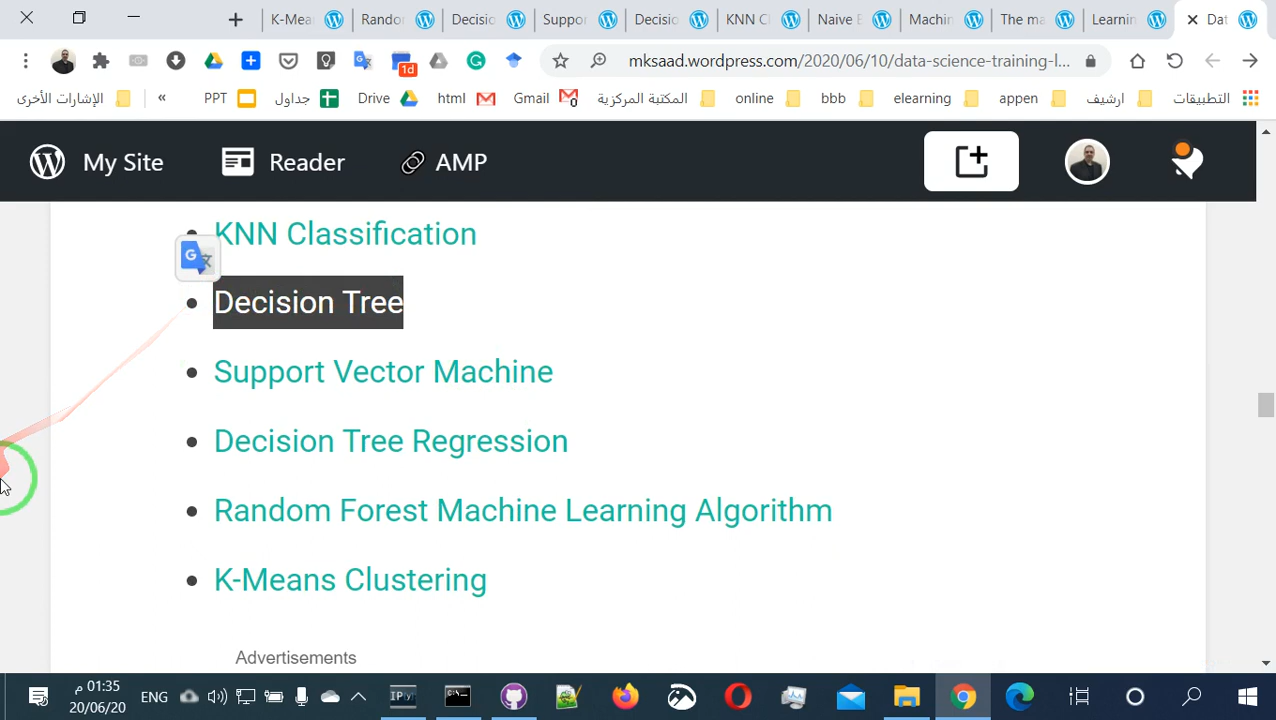 K-Mea Rando Decisio Suppor Decisio KNN C Naive B Machin The ma Learnin Dat
1d mksaad.wordpress.com/2020/06/10/data-science-training-l...
الإشارات الأخرى « PPT جداول Drive html Gmail المكتبة المركزية online bbb elearning appen ارشيف التطبيقات
My Site Reader AMP
KNN Classification
Decision Tree
Support Vector Machine
Decision Tree Regression
Random Forest Machine Learning Algorithm
K-Means Clustering
Advertisements
01:35 م ENG IPy
20/06/20